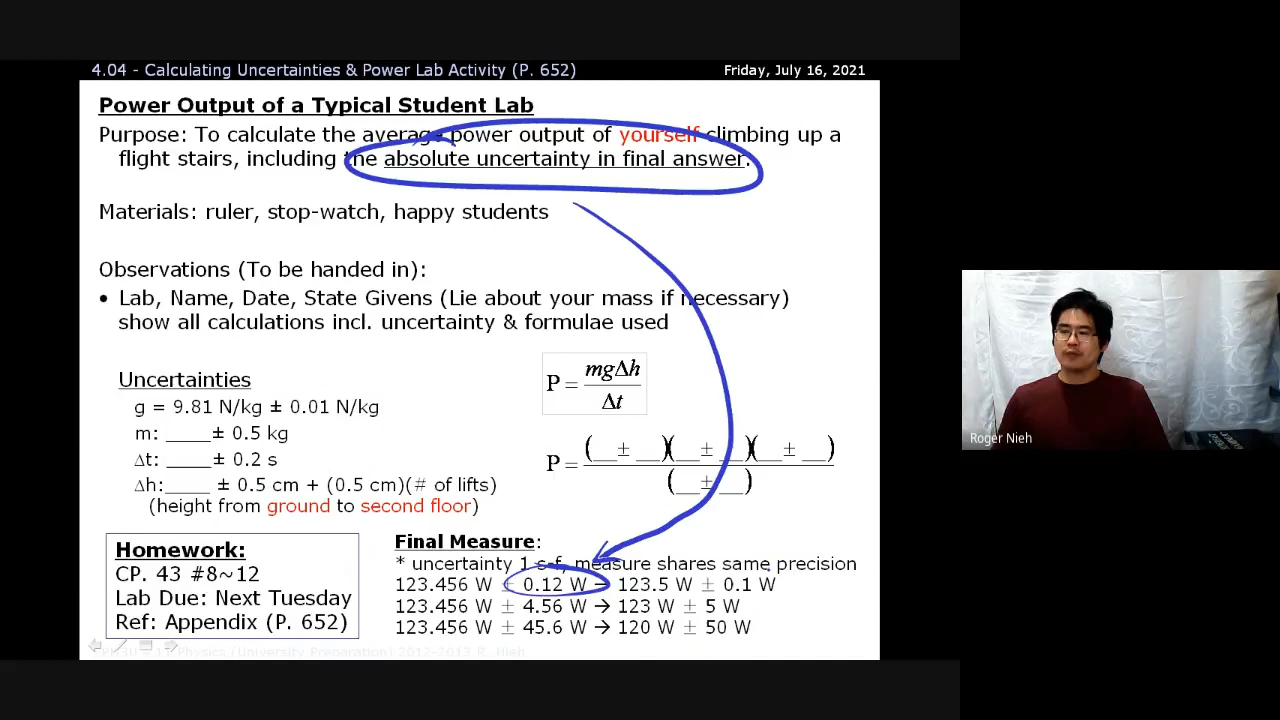 4.04 - Calculating Uncertainties & Power Lab Activity (P. 652)
Friday, July 16, 2021
Power Output of a Typical Student Lab
Purpose: To calculate the average power output of yourself climbing up a
flight stairs, including the absolute uncertainty in final answer.
Materials: ruler, stop-watch, happy students
Observations (To be handed in):
• Lab, Name, Date, State Givens (Lie about your mass if necessary)
show all calculations incl. uncertainty & formulae used
Uncertainties
g = 9.81 N/kg ± 0.01 N/kg
m: ____± 0.5 kg
Δt: ____± 0.2 s
Δh:____ ± 0.5 cm + (0.5 cm)(# of lifts)
(height from ground to second floor)
P = mgΔh / Δt
P = (__ ± __)(__ ± __)(__ ± __) / (__ ± __)
Roger Nieh
Homework:
CP. 43 #8~12
Lab Due: Next Tuesday
Ref: Appendix (P. 652)
Final Measure:
* uncertainty 1 s-f, measure shares same precision
123.456 W ± 0.12 W → 123.5 W ± 0.1 W
123.456 W ± 4.56 W → 123 W ± 5 W
123.456 W ± 45.6 W → 120 W ± 50 W
Physics (University Preparation) 2012-2013 R. Nieh